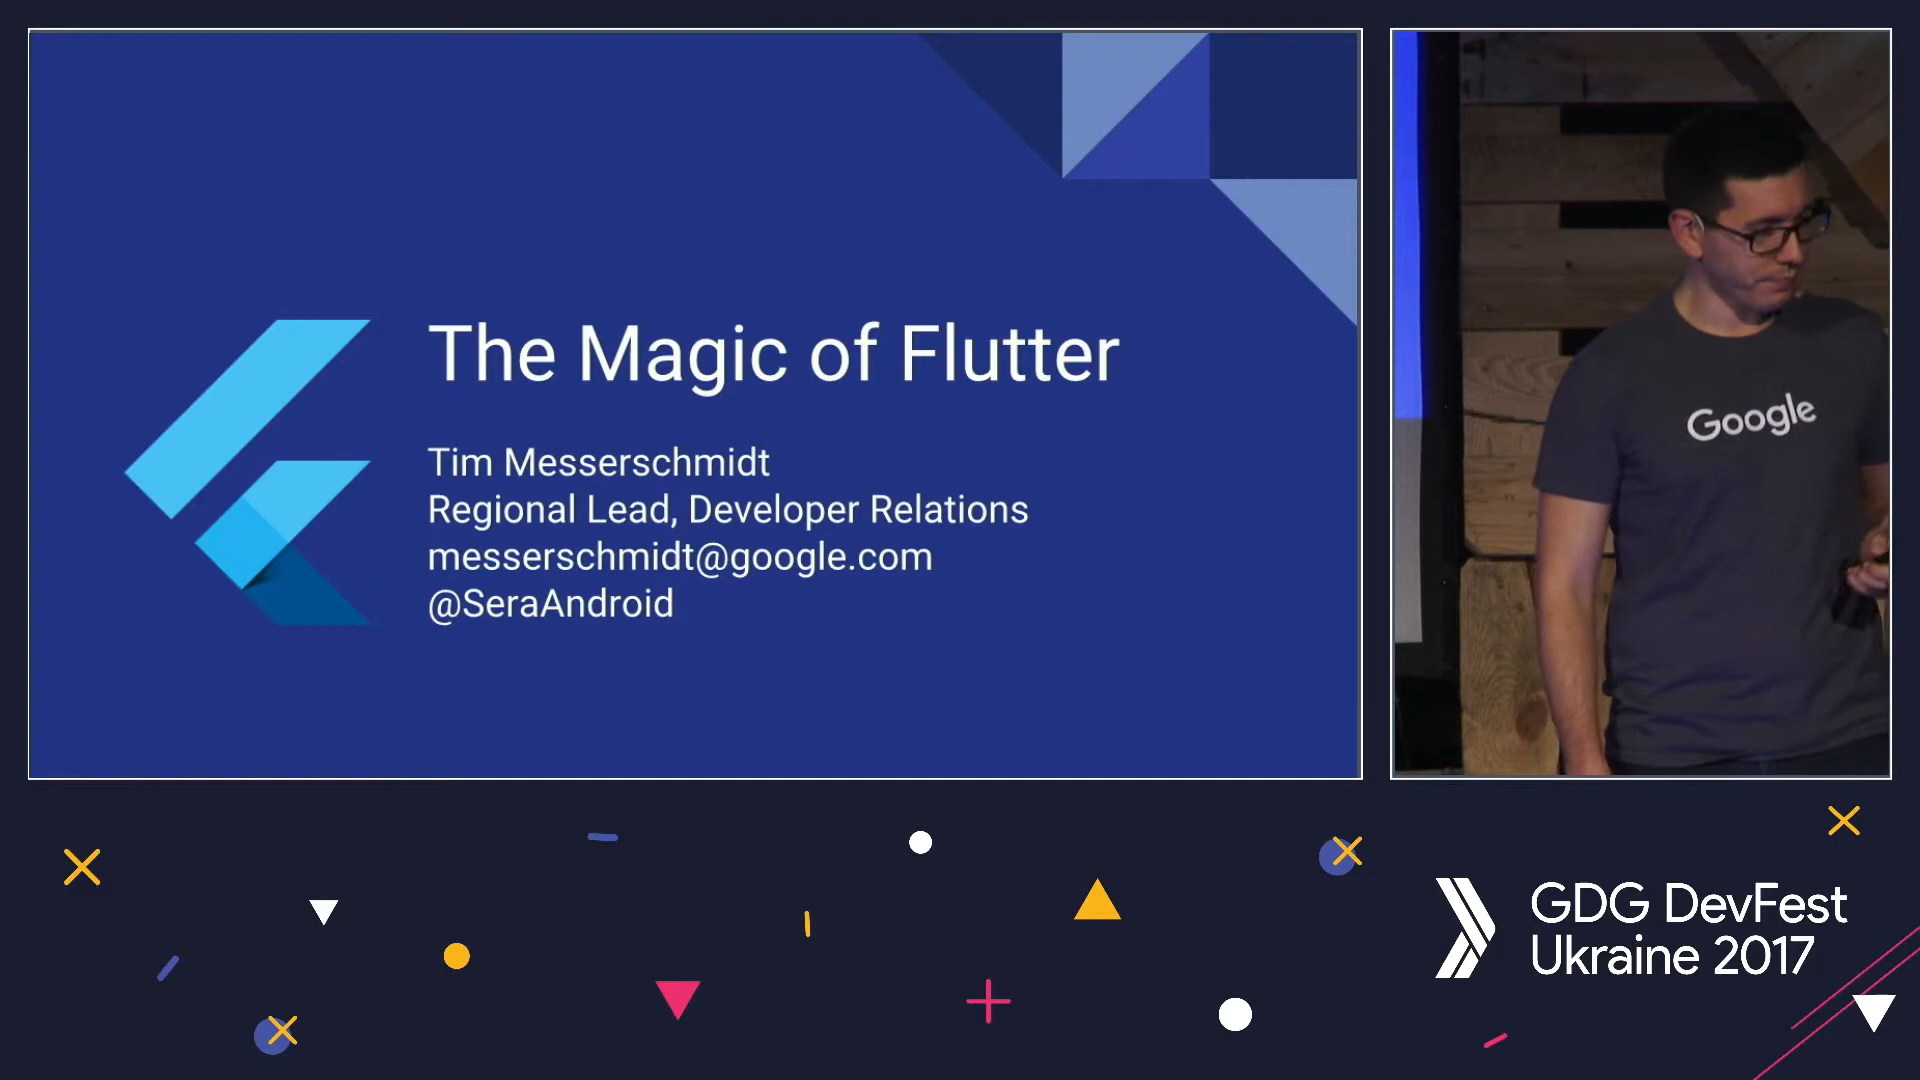 The Magic of Flutter
Tim Messerschmidt
Regional Lead, Developer Relations
messerschmidt@google.com
@SeraAndroid
Google
GDG DevFest
Ukraine 2017